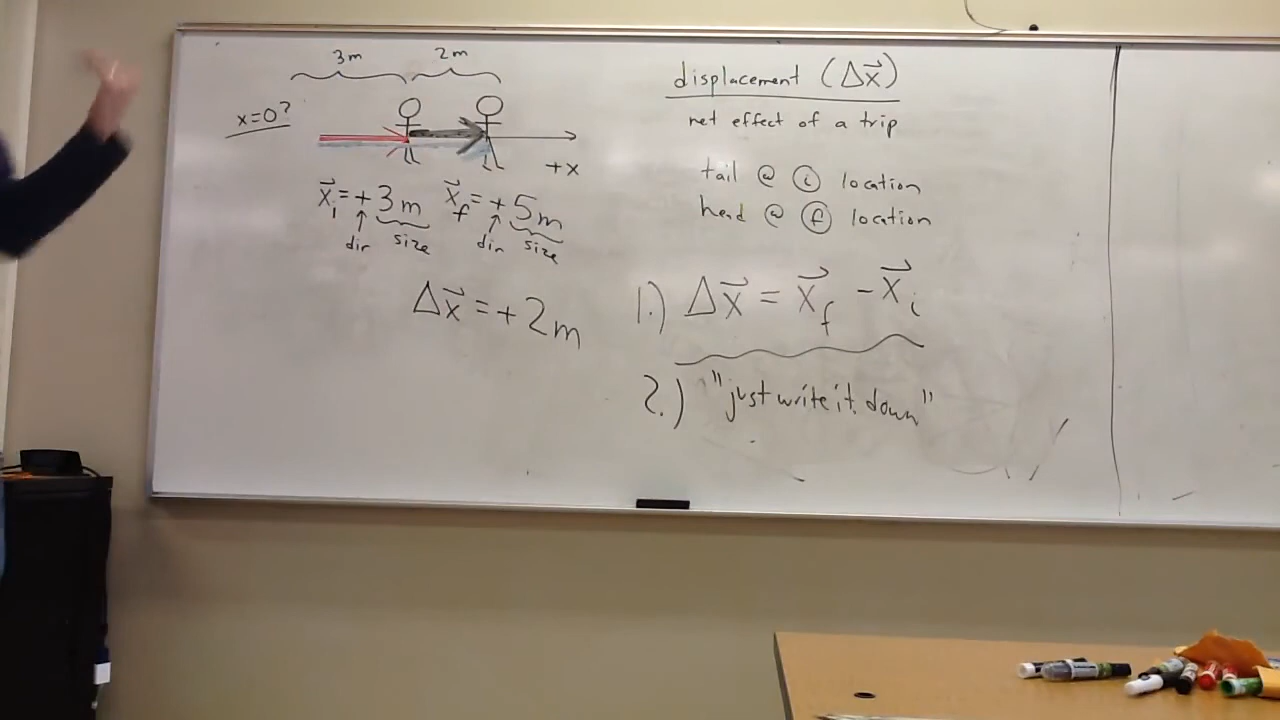 3m 2m
x=0?
+x
x⃗i=+3m x⃗f=+5m
dir size dir size
Δx⃗=+2m
displacement (Δx⃗)
net effect of a trip
tail @ i location
head @ f location
1.) Δx⃗ = x⃗f - x⃗i
2.) "just write it down"